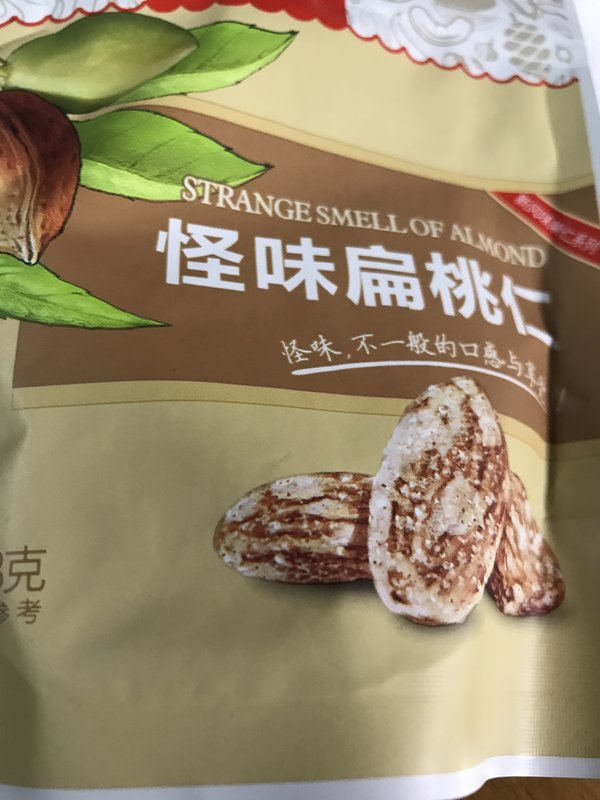 STRANGE SMELL OF ALMOND
怪味扁桃仁
怪味,不一般的口感与享受
克
参考